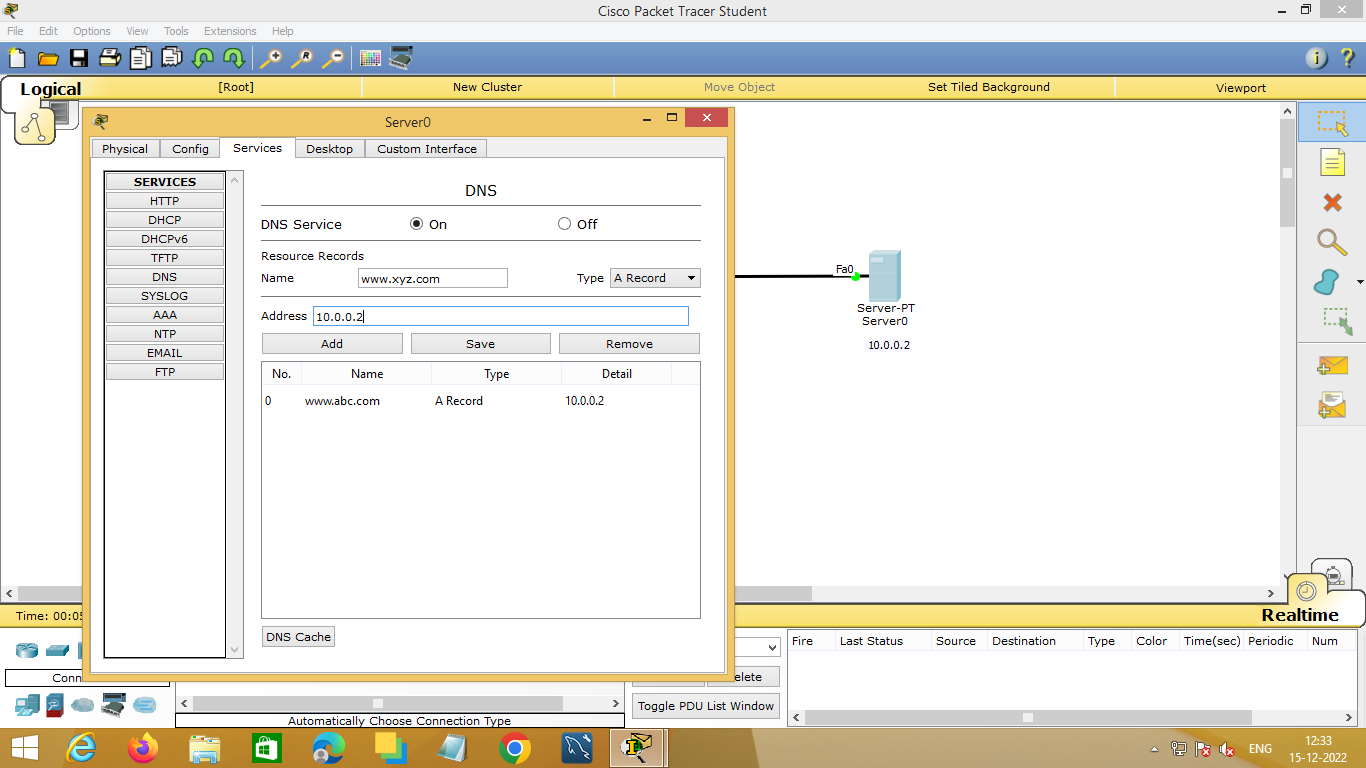 Cisco Packet Tracer Student
File Edit Options View Tools Extensions Help
Logical [Root] New Cluster Move Object Set Tiled Background Viewport
Server0
Physical Config Services Desktop Custom Interface
SERVICES
HTTP
DHCP
DHCPv6
TFTP
DNS
SYSLOG
AAA
NTP
EMAIL
FTP
DNS
DNS Service On Off
Resource Records
Name www.xyz.com Type A Record
Address 10.0.0.2
Add Save Remove
No. Name Type Detail
0 www.abc.com A Record 10.0.0.2
DNS Cache
Fa0
Server-PT
Server0
10.0.0.2
Time: 00:05
Realtime
Fire Last Status Source Destination Type Color Time(sec) Periodic Num
Conn
elete
Toggle PDU List Window
Automatically Choose Connection Type
ENG
12:33
15-12-2022